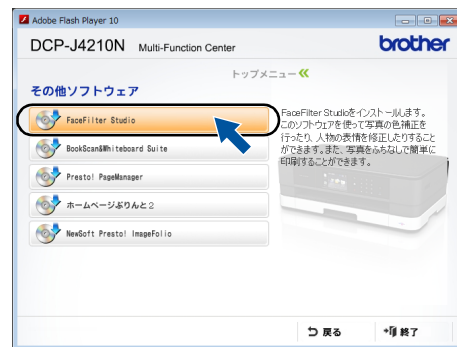 Adobe Flash Player 10
DCP-J4210N Multi-Function Center
brother
トップメニュー
その他ソフトウェア
FaceFilter Studio
BookScan&Whiteboard Suite
Presto! PageManager
ホームページぷりんと2
NewSoft Presto! ImageFolio
FaceFilter Studioをインストールします。
このソフトウェアを使って写真の色補正を
行ったり、人物の表情を修正したりすること
ができます。また、写真をふちなしで簡単に
印刷することができます。
戻る
終了